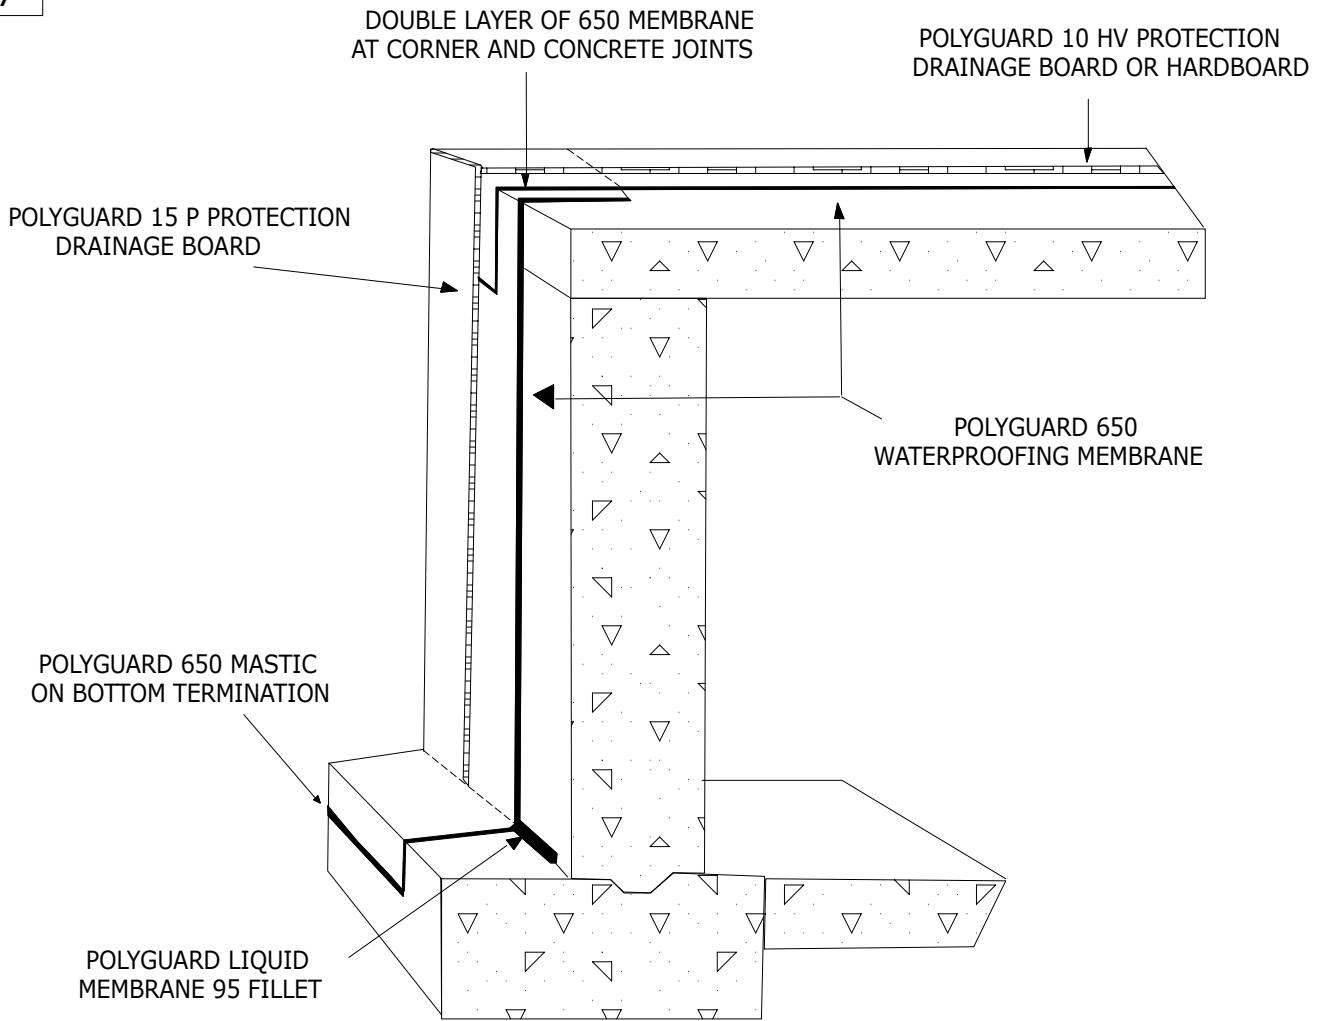 DOUBLE LAYER OF 650 MEMBRANE
AT CORNER AND CONCRETE JOINTS
POLYGUARD 10 HV PROTECTION
DRAINAGE BOARD OR HARDBOARD
POLYGUARD 15 P PROTECTION
DRAINAGE BOARD
POLYGUARD 650
WATERPROOFING MEMBRANE
POLYGUARD 650 MASTIC
ON BOTTOM TERMINATION
POLYGUARD LIQUID
MEMBRANE 95 FILLET